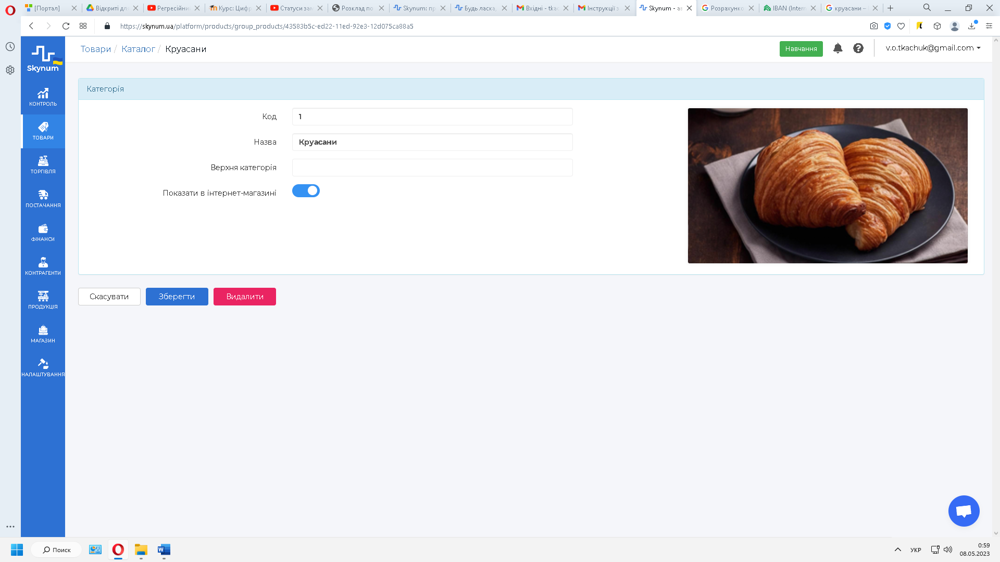 [Портал]
Відкриті дл
Регресійни
Курс: Цифр
Статуси зам
Розклад по
Skynum: пр
Будь ласка,
Вхідні - tkac
Інструкції з
Skynum - ав
Розрахунко
IBAN (Intern
круасани –
https://skynum.ua/platform/products/group_products/43583b5c-ed22-11ed-92e3-12d075ca88a5
Skynum
Товари / Каталог / Круасани
Навчання
v.o.tkachuk@gmail.com
КОНТРОЛЬ
ТОВАРИ
ТОРГІВЛЯ
ПОСТАЧАННЯ
ФІНАНСИ
КОНТРАГЕНТИ
ПРОДУКЦІЯ
МАГАЗИН
НАЛАШТУВАННЯ
Категорія
Код 1
Назва Круасани
Верхня категорія
Показати в інтернет-магазині
Скасувати Зберегти Видалити
Поиск
УКР
0:59
08.05.2023